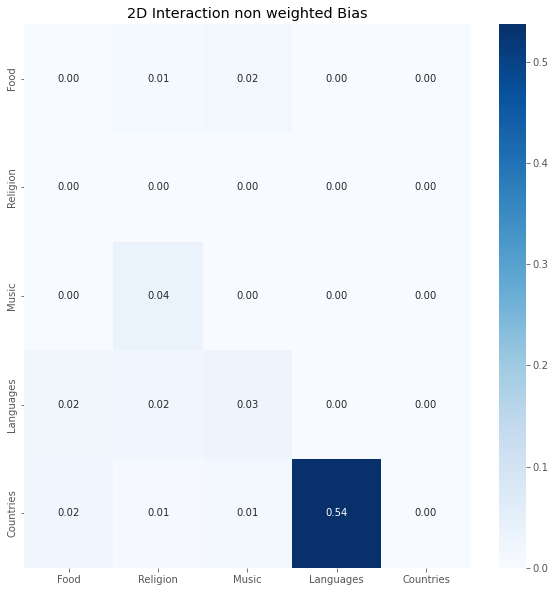 2D Interaction non weighted Bias
Food 0.00 0.01 0.02 0.00 0.00
Religion 0.00 0.00 0.00 0.00 0.00
Music 0.00 0.04 0.00 0.00 0.00
Languages 0.02 0.02 0.03 0.00 0.00
Countries 0.02 0.01 0.01 0.54 0.00
Food Religion Music Languages Countries
0.5
0.4
0.3
0.2
0.1
0.0